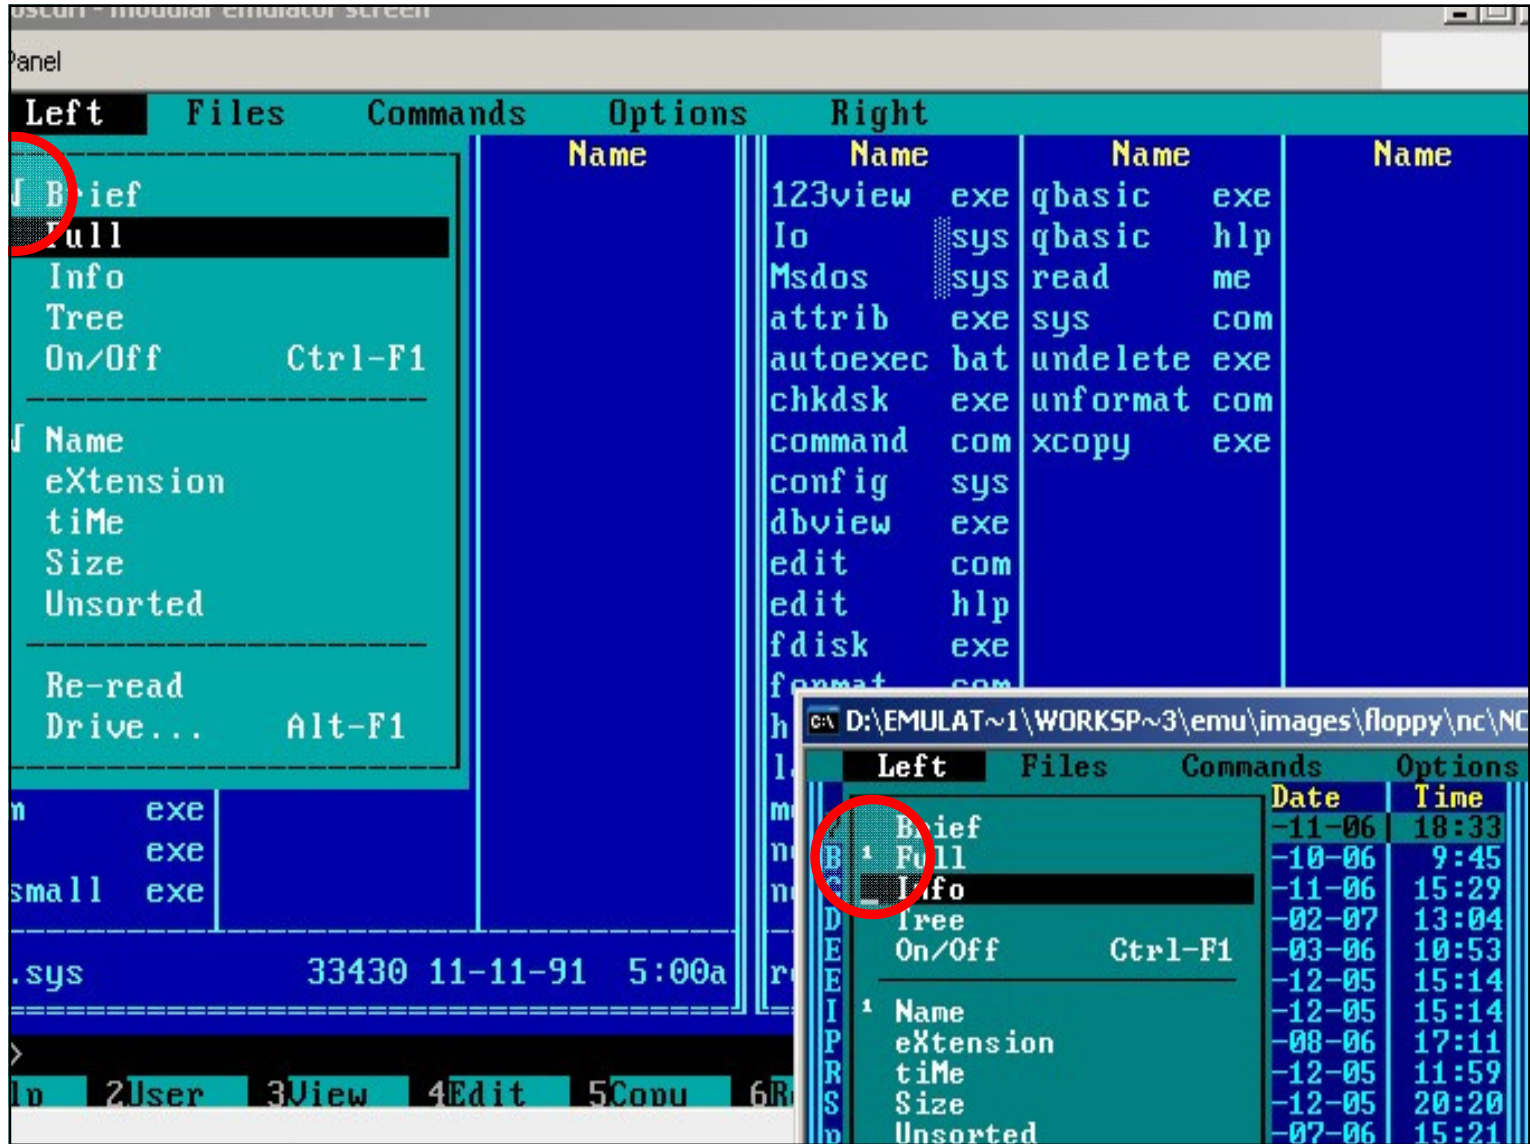 modular emulator screen
Panel
Left Files Commands Options Right
Name Name Name Name
√ Brief 123view exe qbasic exe
Full Io sys qbasic hlp
Info Msdos sys read me
Tree attrib exe sys com
On/Off Ctrl-F1 autoexec bat undelete exe
chkdsk exe unformat com
√ Name command com xcopy exe
eXtension config sys
tiMe dbview exe
Size edit com
Unsorted edit hlp
fdisk exe
Re-read format com
Drive... Alt-F1
exe
exe
small exe
.sys 33430 11-11-91 5:00a
>
2User 3View 4Edit 5Copy
D:\EMULAT~1\WORKSP~3\emu\images\floppy\nc\NC
Left Files Commands Options
Date Time
Brief -11-06 18:33
¹ Full -10-06 9:45
Info -11-06 15:29
Tree -02-07 13:04
On/Off Ctrl-F1 -03-06 10:53
-12-05 15:14
¹ Name -12-05 15:14
eXtension -08-06 17:11
tiMe -12-05 11:59
Size -12-05 20:20
Unsorted -07-06 15:21